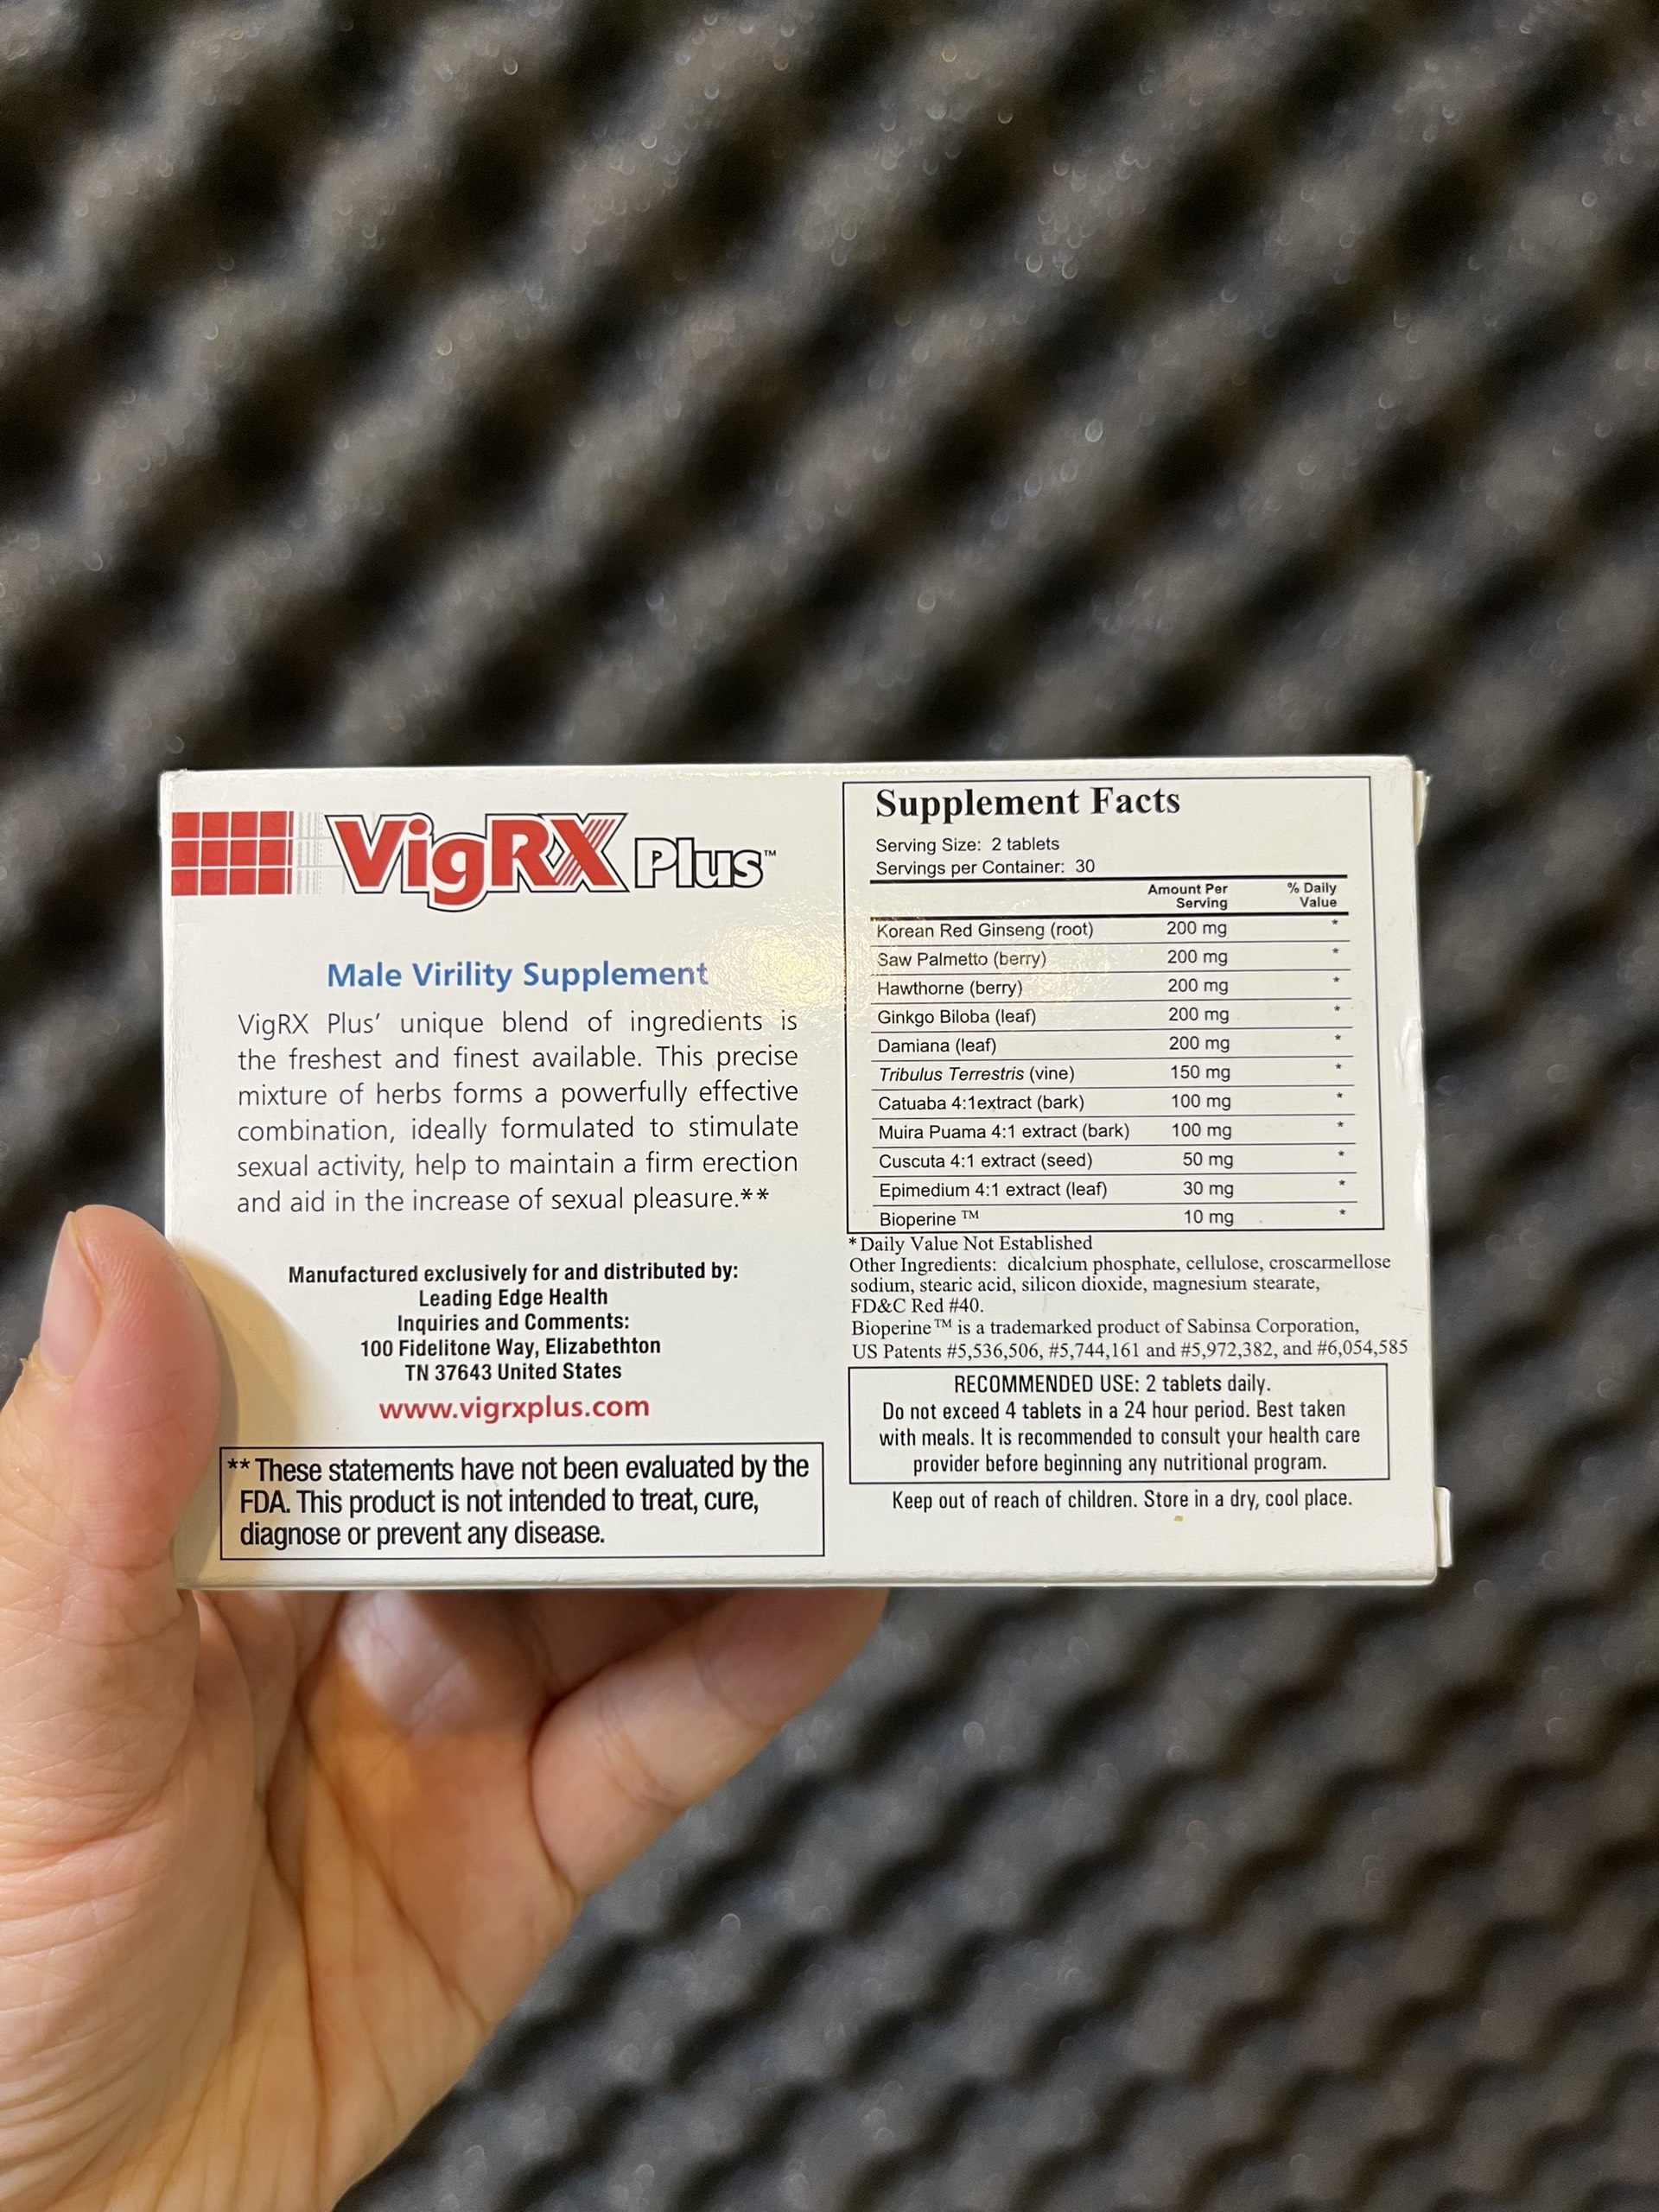 VigRX Plus™
Male Virility Supplement
VigRX Plus’ unique blend of ingredients is
the freshest and finest available. This precise
mixture of herbs forms a powerfully effective
combination, ideally formulated to stimulate
sexual activity, help to maintain a firm erection
and aid in the increase of sexual pleasure.**
Manufactured exclusively for and distributed by:
Leading Edge Health
Inquiries and Comments:
100 Fidelitone Way, Elizabethton
TN 37643 United States
www.vigrxplus.com
** These statements have not been evaluated by the
FDA. This product is not intended to treat, cure,
diagnose or prevent any disease.
Supplement Facts
Serving Size: 2 tablets
Servings per Container: 30
Amount Per Serving % Daily Value
Korean Red Ginseng (root) 200 mg *
Saw Palmetto (berry) 200 mg *
Hawthorne (berry) 200 mg *
Ginkgo Biloba (leaf) 200 mg *
Damiana (leaf) 200 mg *
Tribulus Terrestris (vine) 150 mg *
Catuaba 4:1extract (bark) 100 mg *
Muira Puama 4:1 extract (bark) 100 mg *
Cuscuta 4:1 extract (seed) 50 mg *
Epimedium 4:1 extract (leaf) 30 mg *
Bioperine ™ 10 mg *
*Daily Value Not Established
Other Ingredients: dicalcium phosphate, cellulose, croscarmellose
sodium, stearic acid, silicon dioxide, magnesium stearate,
FD&C Red #40.
Bioperine™ is a trademarked product of Sabinsa Corporation,
US Patents #5,536,506, #5,744,161 and #5,972,382, and #6,054,585
RECOMMENDED USE: 2 tablets daily.
Do not exceed 4 tablets in a 24 hour period. Best taken
with meals. It is recommended to consult your health care
provider before beginning any nutritional program.
Keep out of reach of children. Store in a dry, cool place.